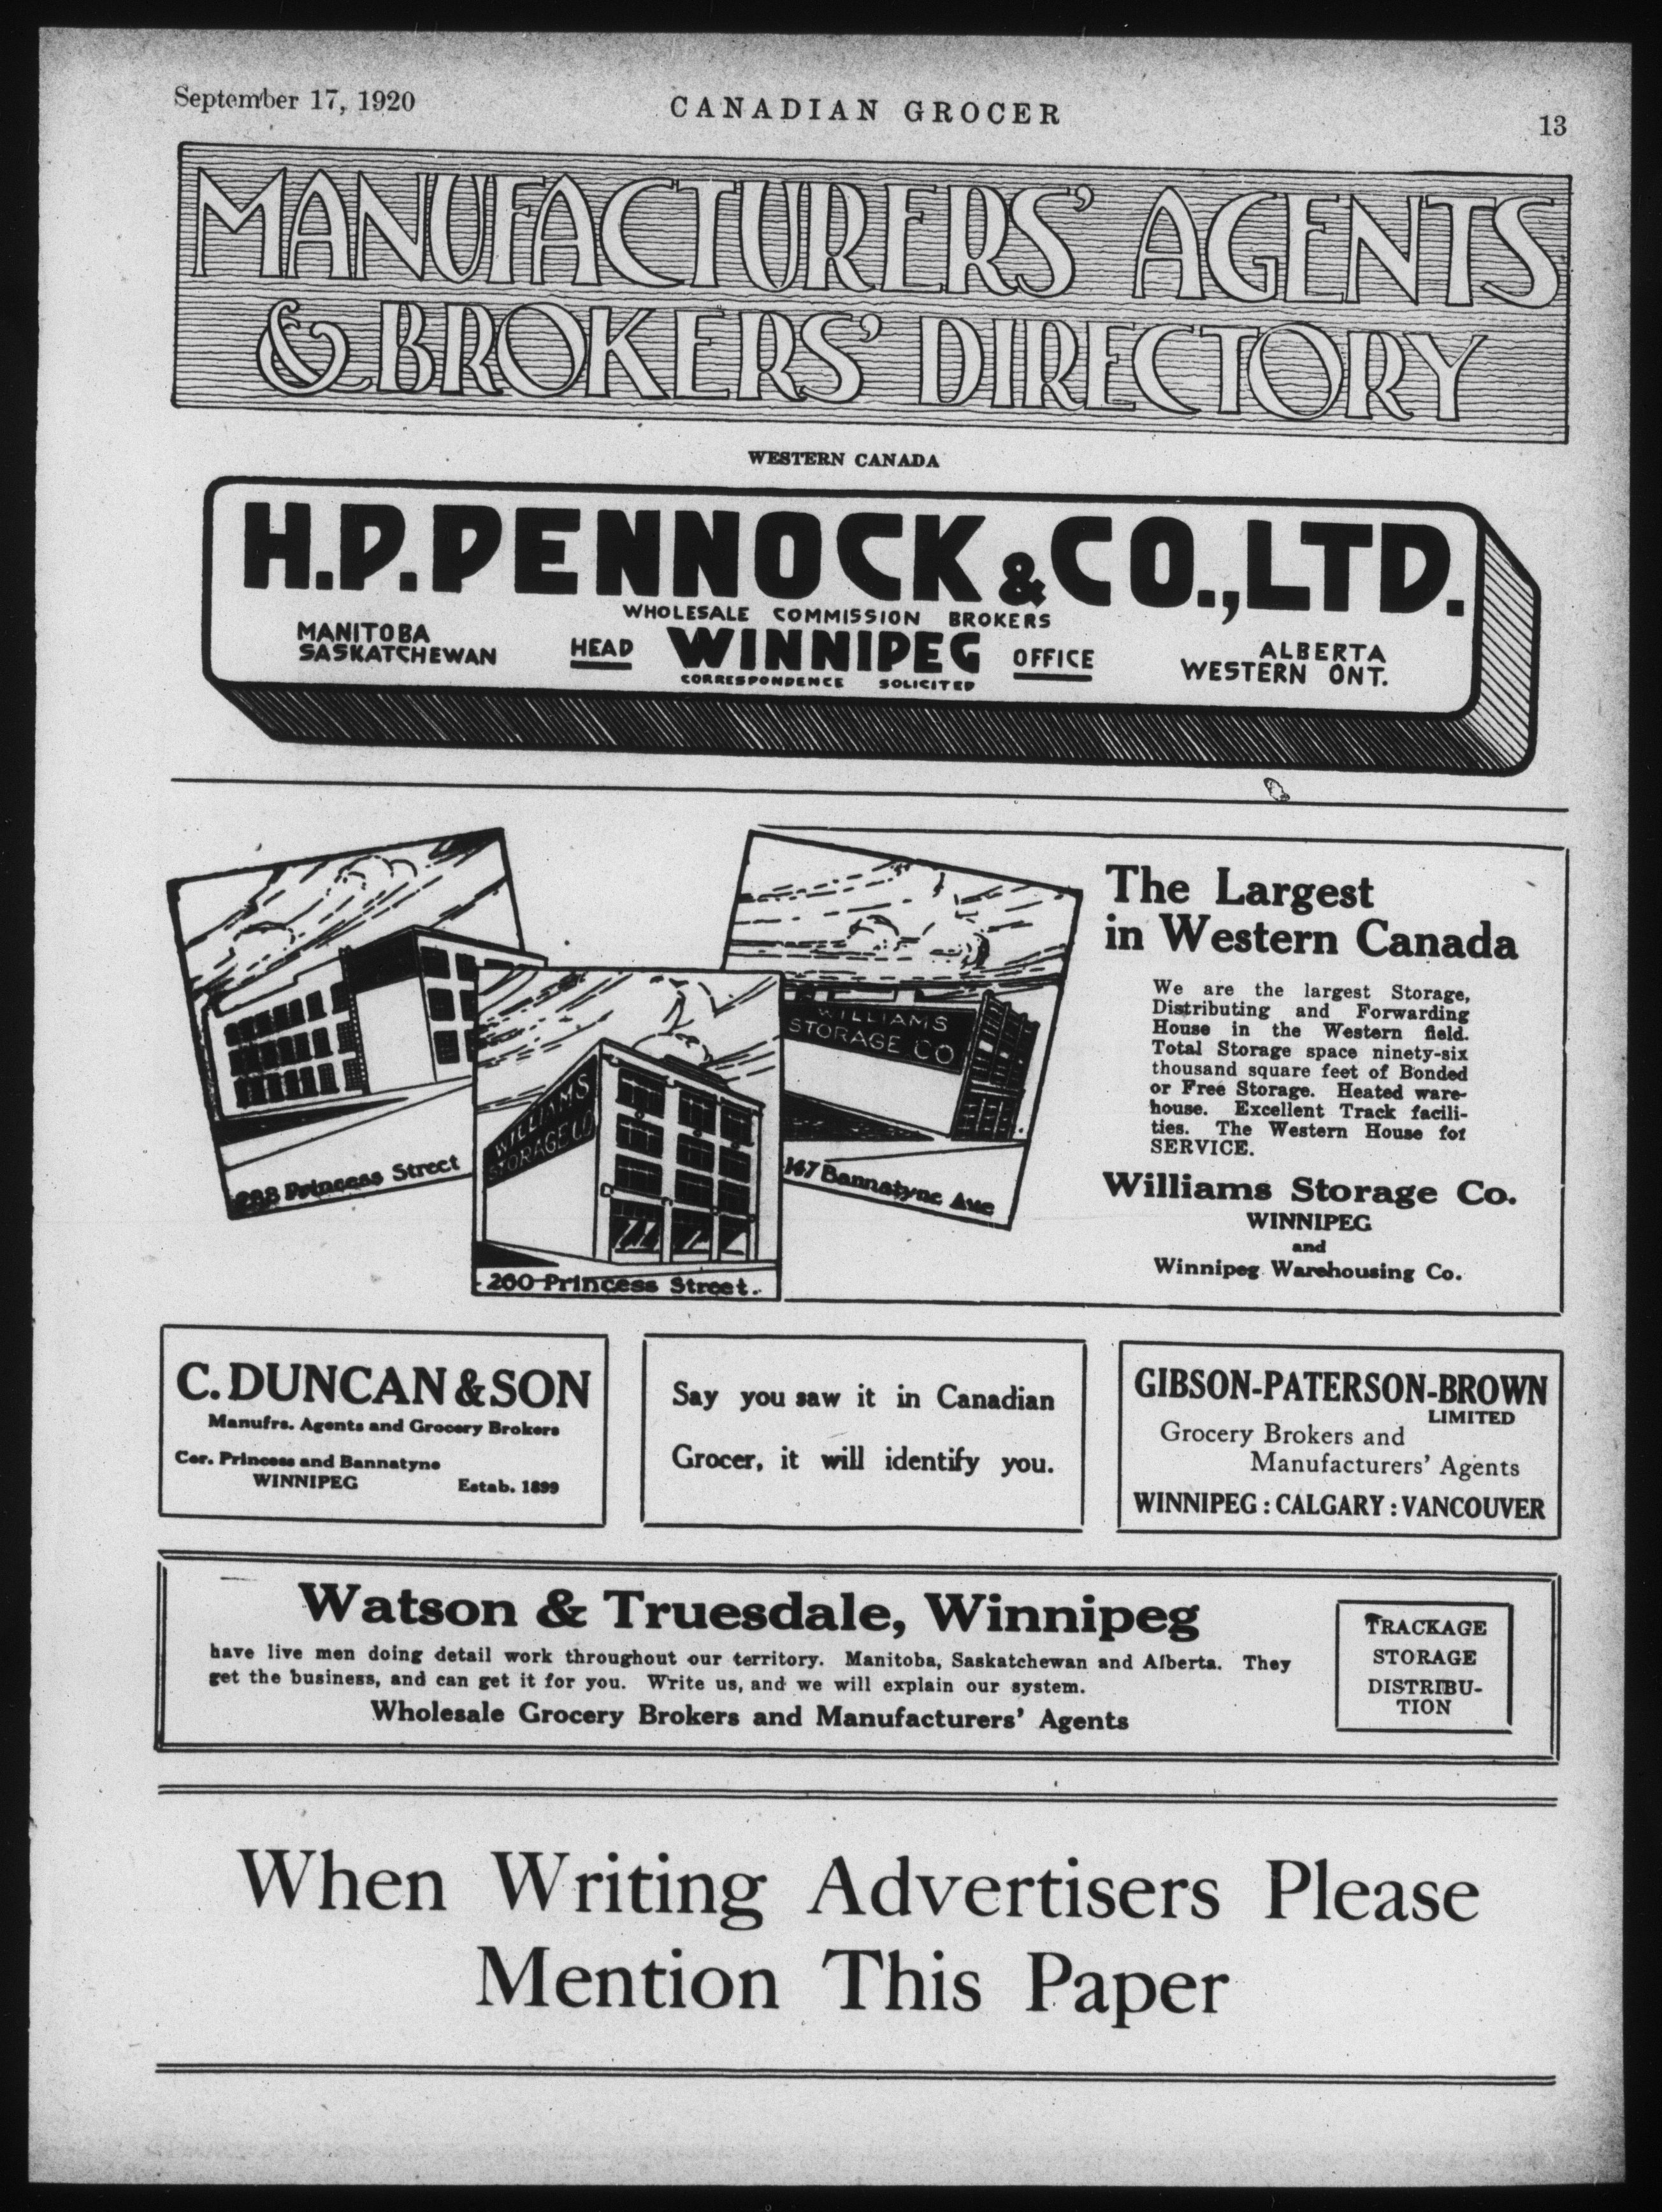 September 17, 1920
CANADIAN GROCER
13
MANUFACTURERS' AGENTS
& BROKERS' DIRECTORY
WESTERN CANADA
H.P. PENNOCK & CO., LTD.
WHOLESALE COMMISSION BROKERS
MANITOBA
SASKATCHEWAN
HEAD WINNIPEG OFFICE
ALBERTA
WESTERN ONT.
CORRESPONDENCE SOLICITED
Princess Street
WILLIAMS
STORAGE CO
200 Princess Street.
WILLIAMS
STORAGE CO
147 Bannatyne Ave
The Largest
in Western Canada
We are the largest Storage,
Distributing and Forwarding
House in the Western field.
Total Storage space ninety-six
thousand square feet of Bonded
or Free Storage. Heated ware-
house. Excellent Track facili-
ties. The Western House for
SERVICE.
Williams Storage Co.
WINNIPEG
and
Winnipeg Warehousing Co.
C. DUNCAN & SON
Manufrs. Agents and Grocery Brokers
Cor. Princess and Bannatyne
WINNIPEG Estab. 1899
Say you saw it in Canadian
Grocer, it will identify you.
GIBSON-PATERSON-BROWN
LIMITED
Grocery Brokers and
Manufacturers' Agents
WINNIPEG : CALGARY : VANCOUVER
Watson & Truesdale, Winnipeg
have live men doing detail work throughout our territory. Manitoba, Saskatchewan and Alberta. They
get the business, and can get it for you. Write us, and we will explain our system.
Wholesale Grocery Brokers and Manufacturers' Agents
TRACKAGE
STORAGE
DISTRIBU-
TION
When Writing Advertisers Please
Mention This Paper